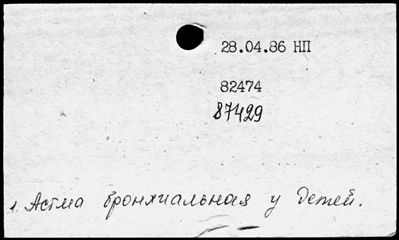 28.04.86 НП
82474
87429
1. Астма бронхиальная у детей.